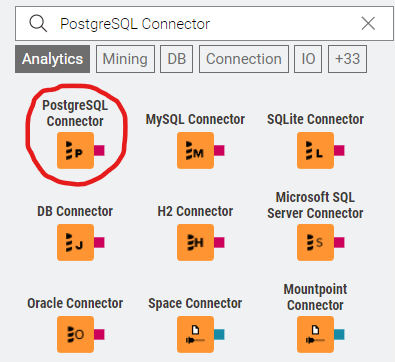 PostgreSQL Connector
Analytics Mining DB Connection IO +33
PostgreSQL
Connector
MySQL Connector
SQLite Connector
P
M
L
DB Connector
H2 Connector
Microsoft SQL
Server Connector
J
H
S
Oracle Connector
Space Connector
Mountpoint
Connector
O